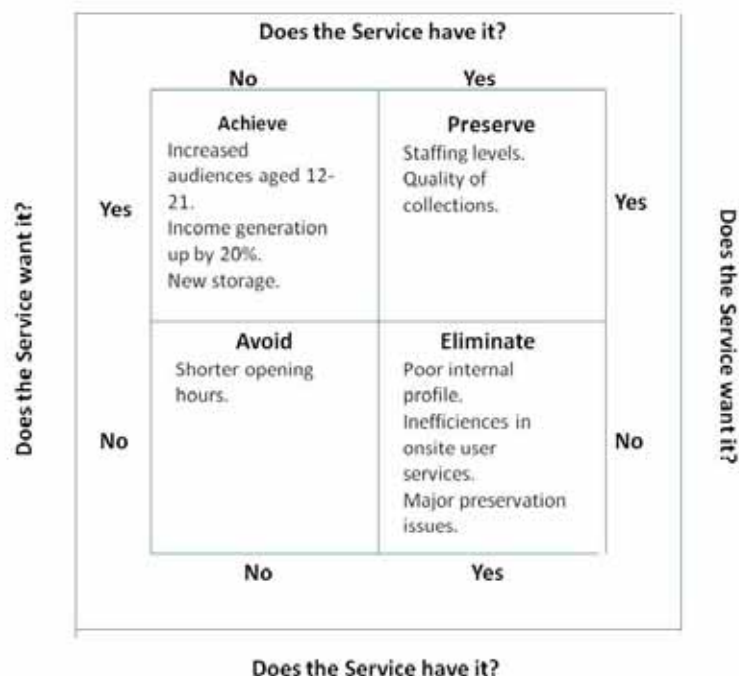 Does the Service have it?
No
Yes
Does the Service want it?
Yes
Achieve
Increased
audiences aged 12-
21.
Income generation
up by 20%.
New storage.
Preserve
Staffing levels.
Quality of
collections.
Yes
Does the Service want it?
No
Avoid
Shorter opening
hours.
Eliminate
Poor internal
profile.
Inefficiences in
onsite user
services.
Major preservation
issues.
No
No
Yes
Does the Service have it?